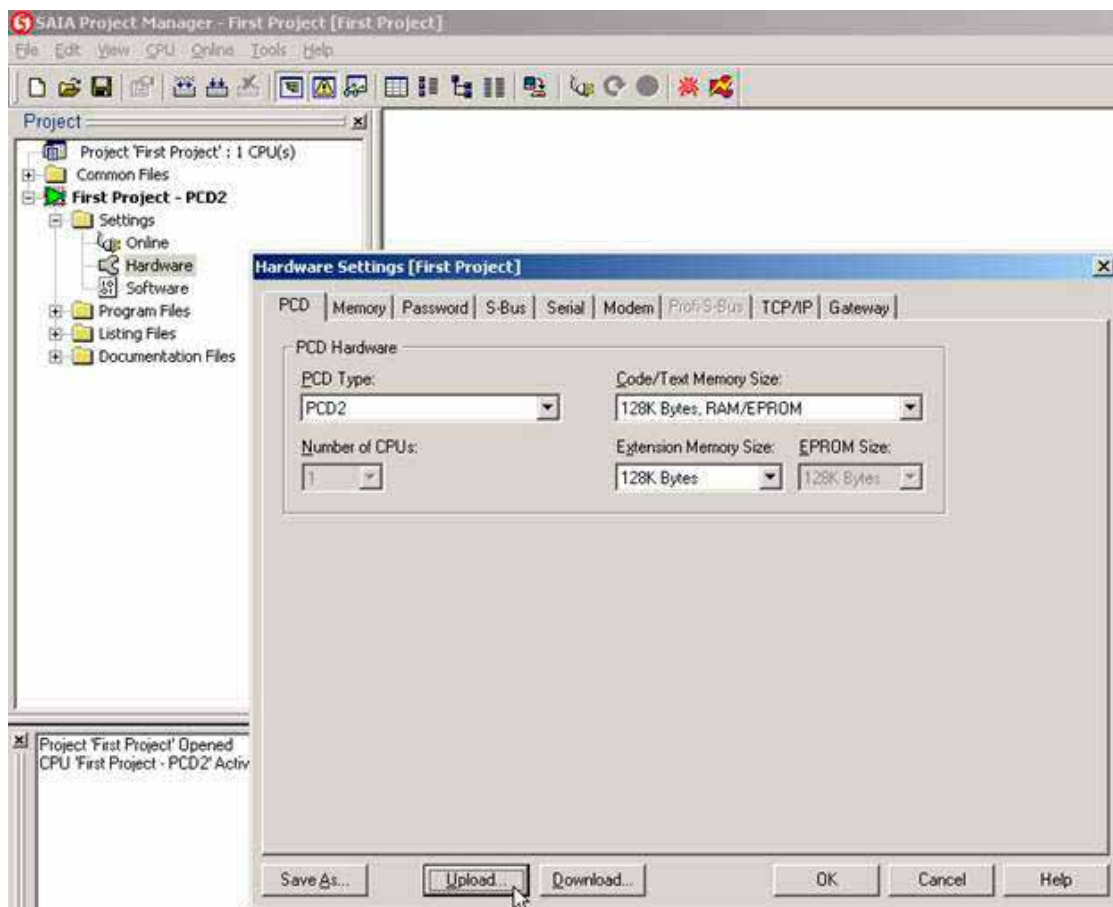 SAIA Project Manager - First Project [First Project]
File Edit View CPU Online Tools Help
Project
Project 'First Project' : 1 CPU(s)
Common Files
First Project - PCD2
Settings
Online
Hardware
Software
Program Files
Listing Files
Documentation Files
Hardware Settings [First Project]
PCD Memory Password S-Bus Serial Modem Profi-S-Bus TCP/IP Gateway
PCD Hardware
PCD Type: Code/Text Memory Size:
PCD2 128K Bytes, RAM/EPROM
Number of CPUs: Extension Memory Size: EPROM Size:
1 128K Bytes 128K Bytes
Project 'First Project' Opened
CPU 'First Project - PCD2' Activ
Save As... Upload... Download... OK Cancel Help